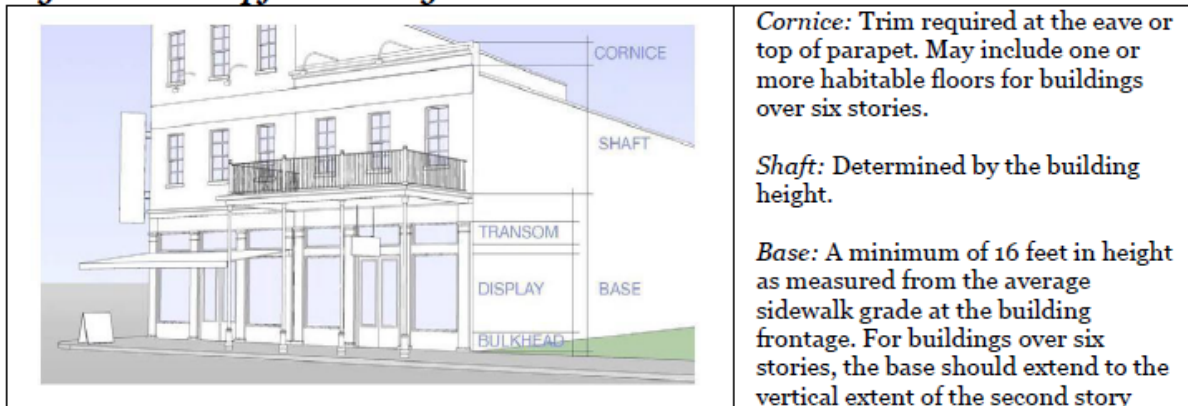 CORNICE
SHAFT
TRANSOM
DISPLAY
BASE
BULKHEAD
Cornice: Trim required at the eave or
top of parapet. May include one or
more habitable floors for buildings
over six stories.
Shaft: Determined by the building
height.
Base: A minimum of 16 feet in height
as measured from the average
sidewalk grade at the building
frontage. For buildings over six
stories, the base should extend to the
vertical extent of the second story